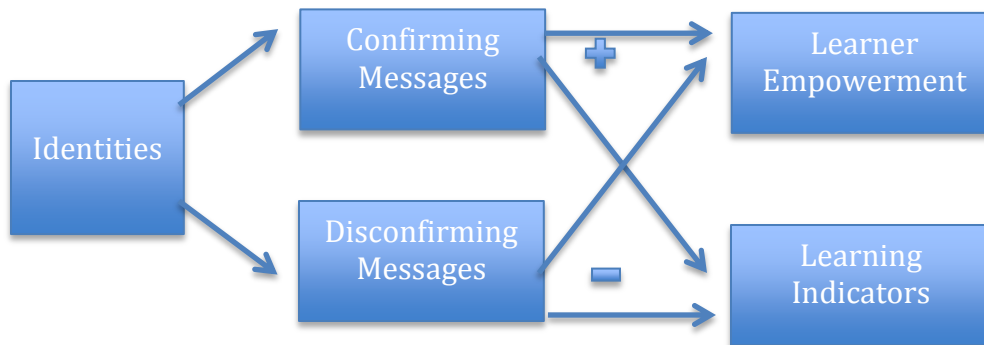 Identities
Confirming
Messages
+
Learner
Empowerment
Disconfirming
Messages
-
Learning
Indicators